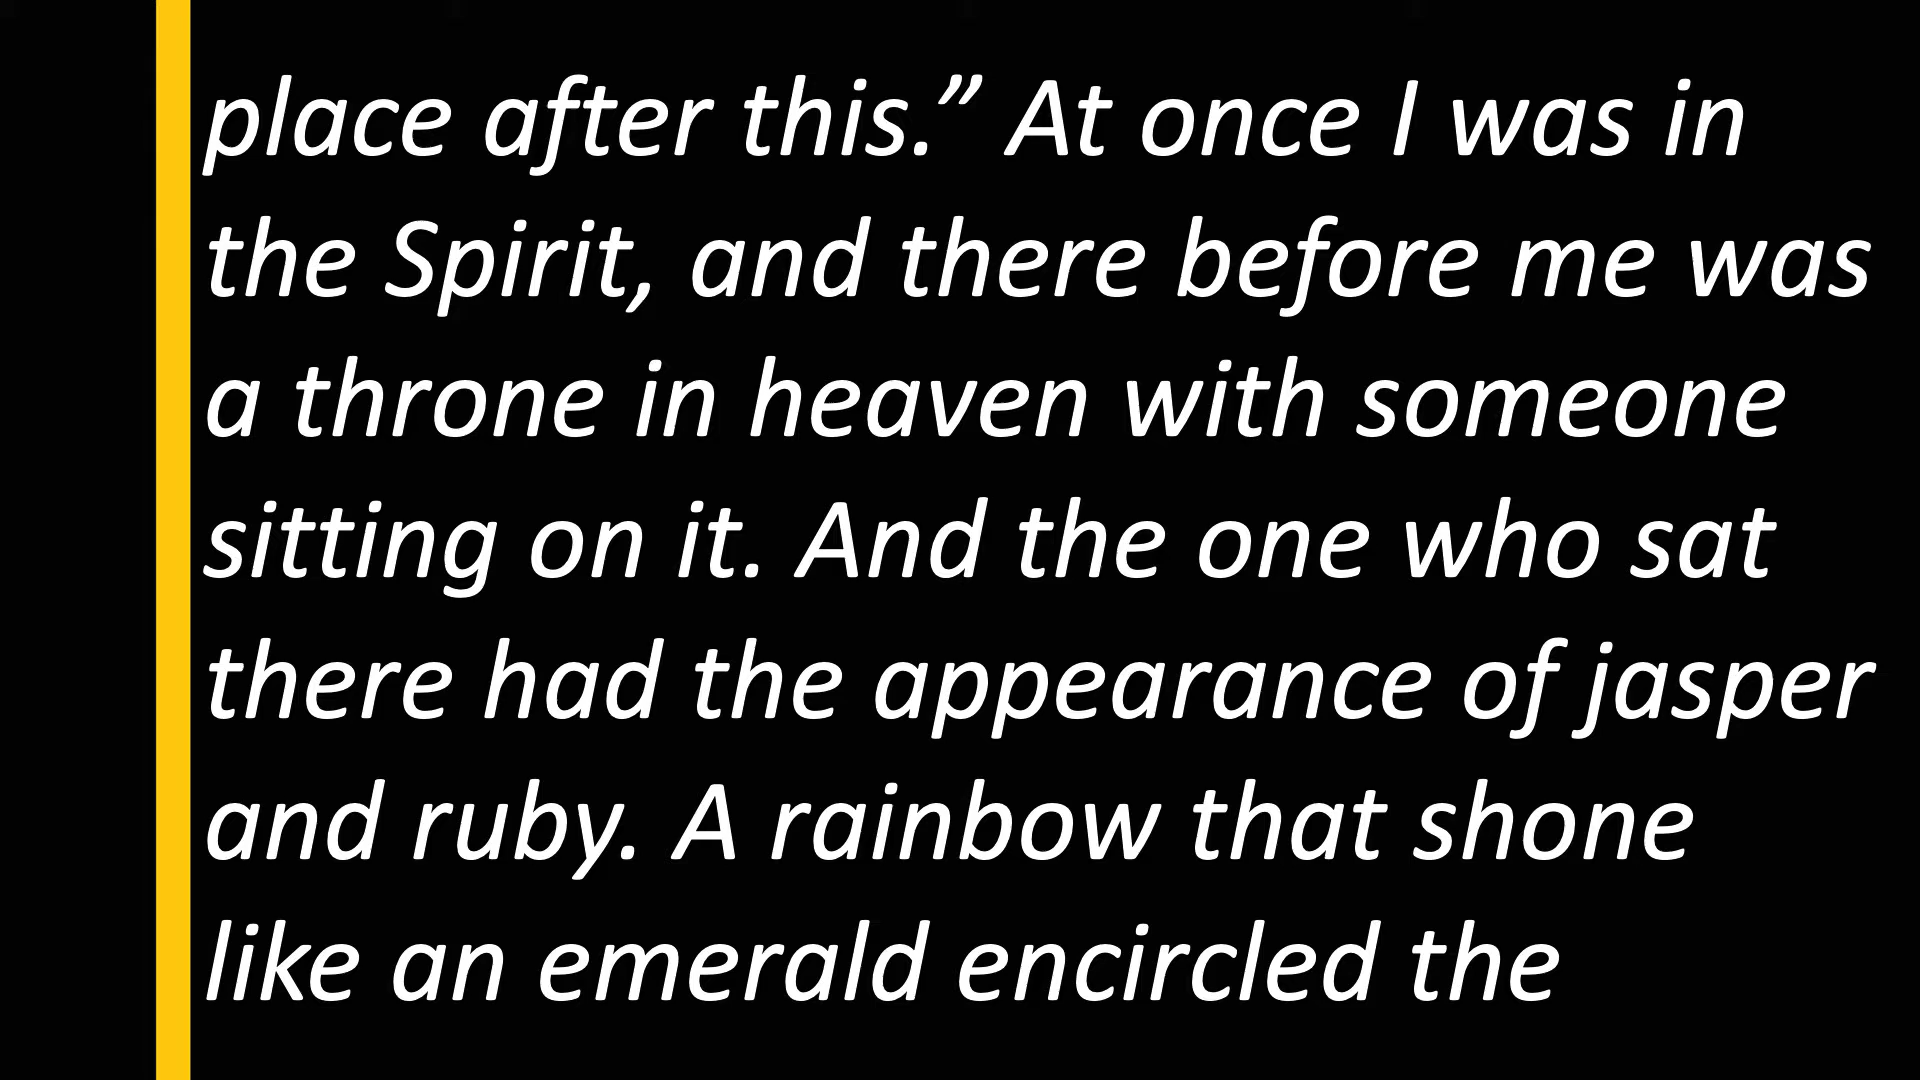 place after this.” At once I was in
the Spirit, and there before me was
a throne in heaven with someone
sitting on it. And the one who sat
there had the appearance of jasper
and ruby. A rainbow that shone
like an emerald encircled the